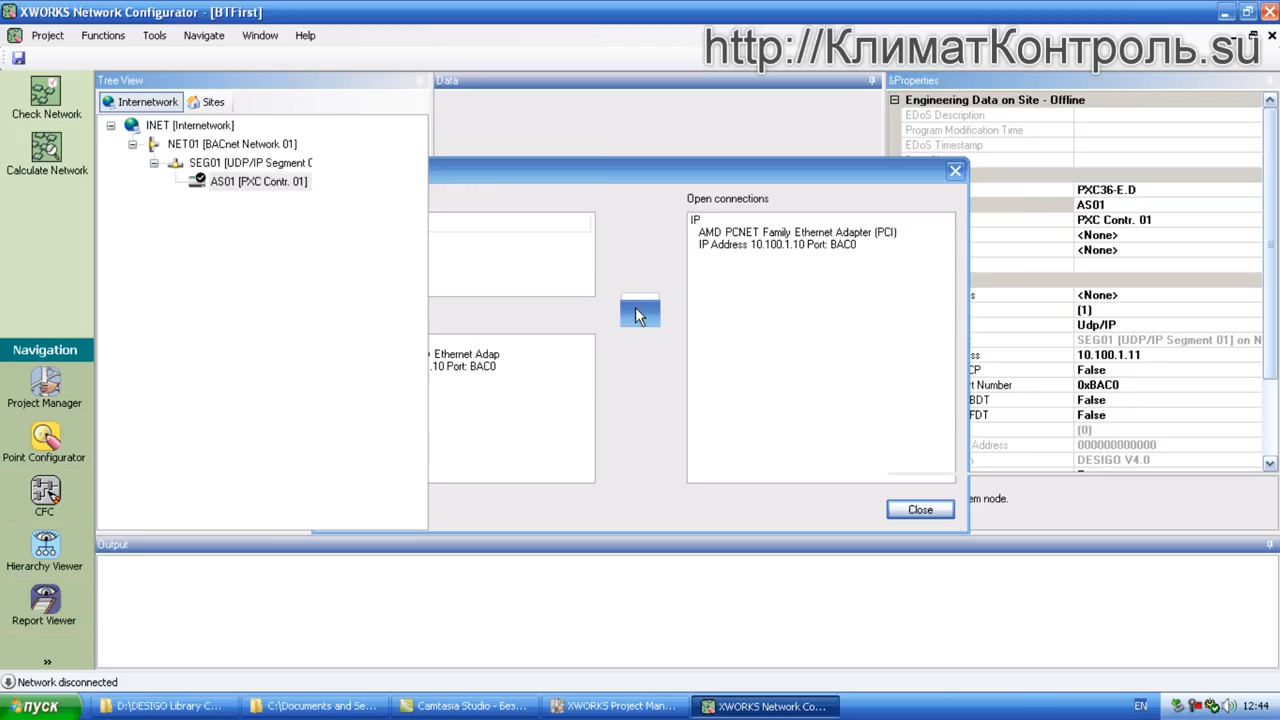 XWORKS Network Configurator - [BTFirst]
Project Functions Tools Navigate Window Help
http://КлиматКонтроль.su
Check Network
Calculate Network
Navigation
Project Manager
Point Configurator
CFC
Hierarchy Viewer
Report Viewer
»
Tree View
Internetwork Sites
INET [Internetwork]
NET01 [BACnet Network 01]
SEG01 [UDP/IP Segment 0
AS01 [PXC Contr. 01]
Data
Ethernet Adap
.10 Port: BAC0
Open connections
IP
AMD PCNET Family Ethernet Adapter (PCI)
IP Address 10.100.1.10 Port: BAC0
Close
&Properties
Engineering Data on Site - Offline
EDoS Description
Program Modification Time
EDoS Timestamp
PXC36-E.D
AS01
PXC Contr. 01
<None>
<None>
s <None>
(1)
Udp/IP
SEG01 [UDP/IP Segment 01] on N
ss 10.100.1.11
CP False
t Number 0xBAC0
BDT False
FDT False
(0)
Address 000000000000
DESIGO V4.0
em node.
Output
Network disconnected
пуск
D:\DESIGO Library C...
C:\Documents and Se...
Camtasia Studio - Без...
XWORKS Project Man...
XWORKS Network Co...
EN
12:44